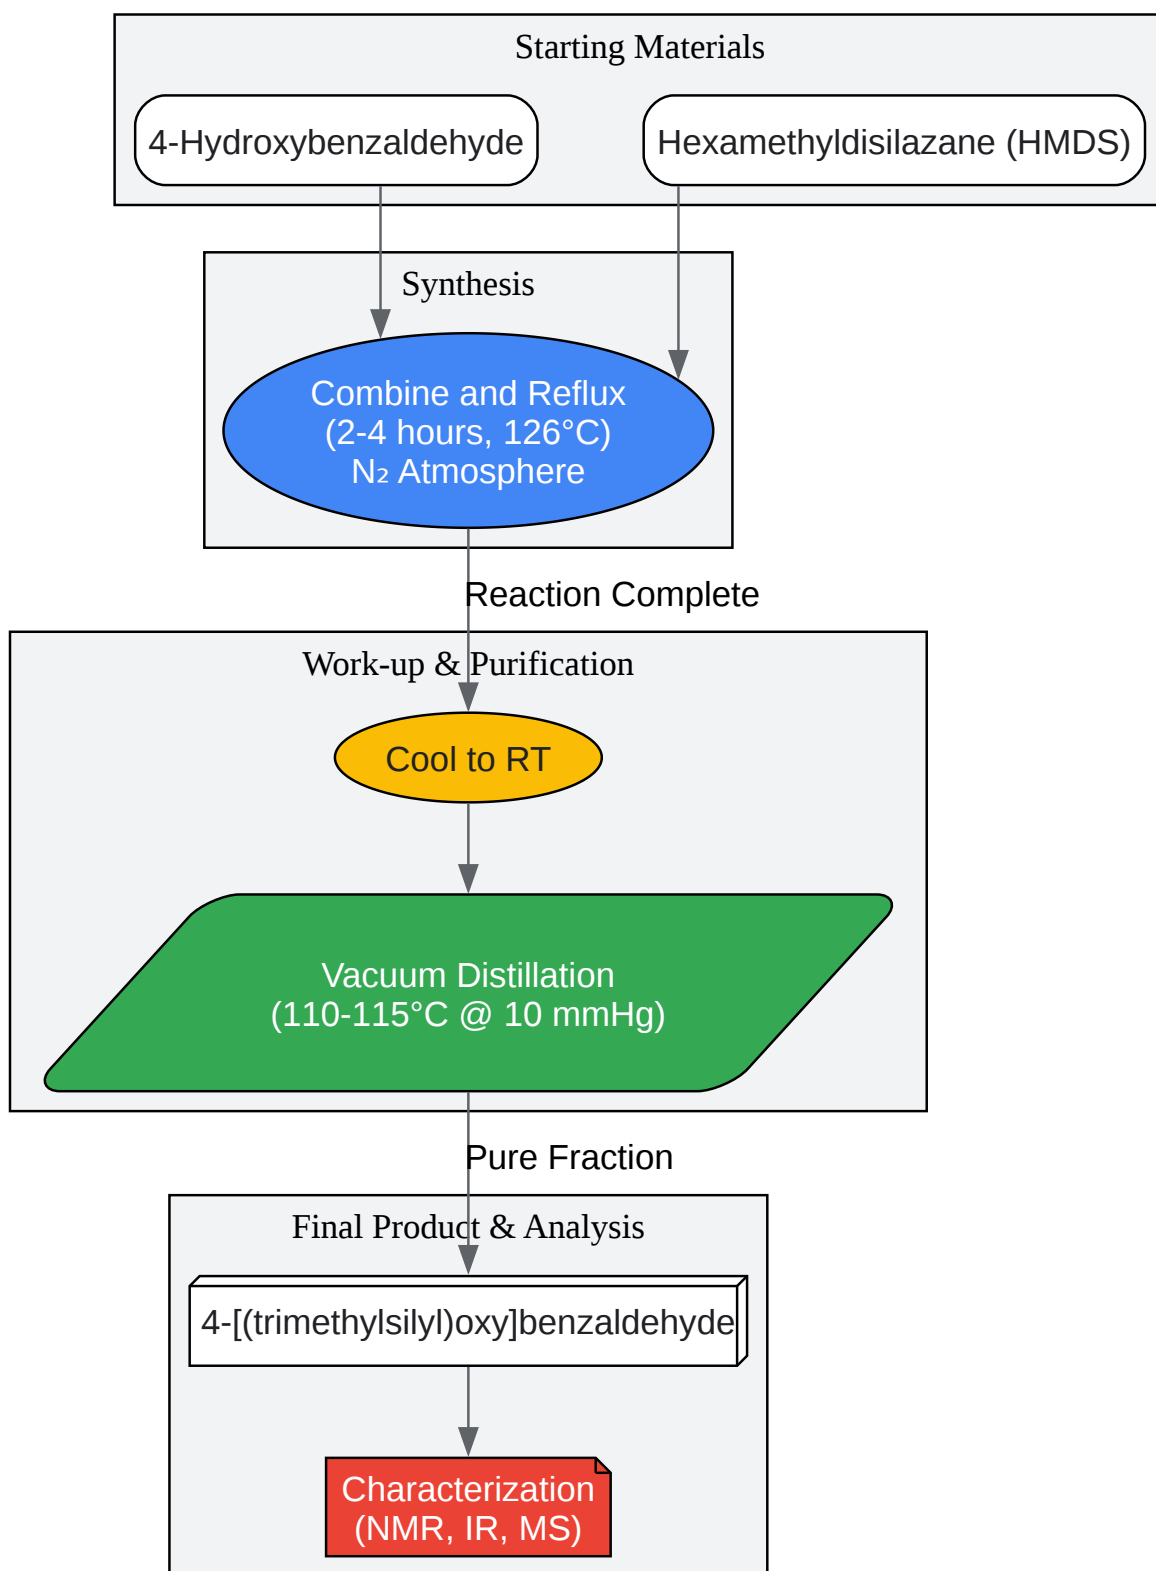 Starting Materials
4-Hydroxybenzaldehyde
Hexamethyldisilazane (HMDS)
Synthesis
Combine and Reflux
(2-4 hours, 126°C)
N₂ Atmosphere
Reaction Complete
Work-up & Purification
Cool to RT
Vacuum Distillation
(110-115°C @ 10 mmHg)
Pure Fraction
Final Product & Analysis
4-[(trimethylsilyl)oxy]benzaldehyde
Characterization
(NMR, IR, MS)